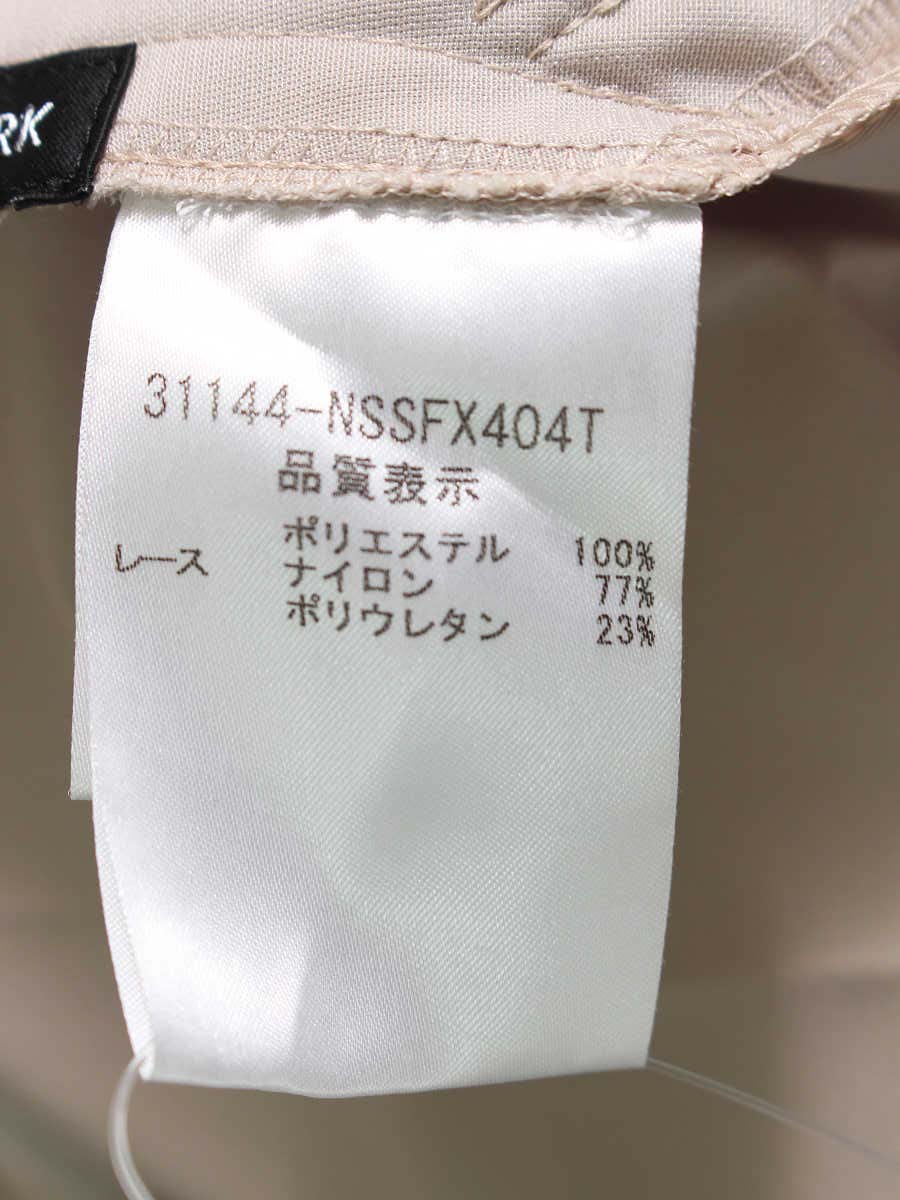 RK
31144-NSSFX404T
品質表示
ポリエステル 100%
レース ナイロン 77%
ポリウレタン 23%